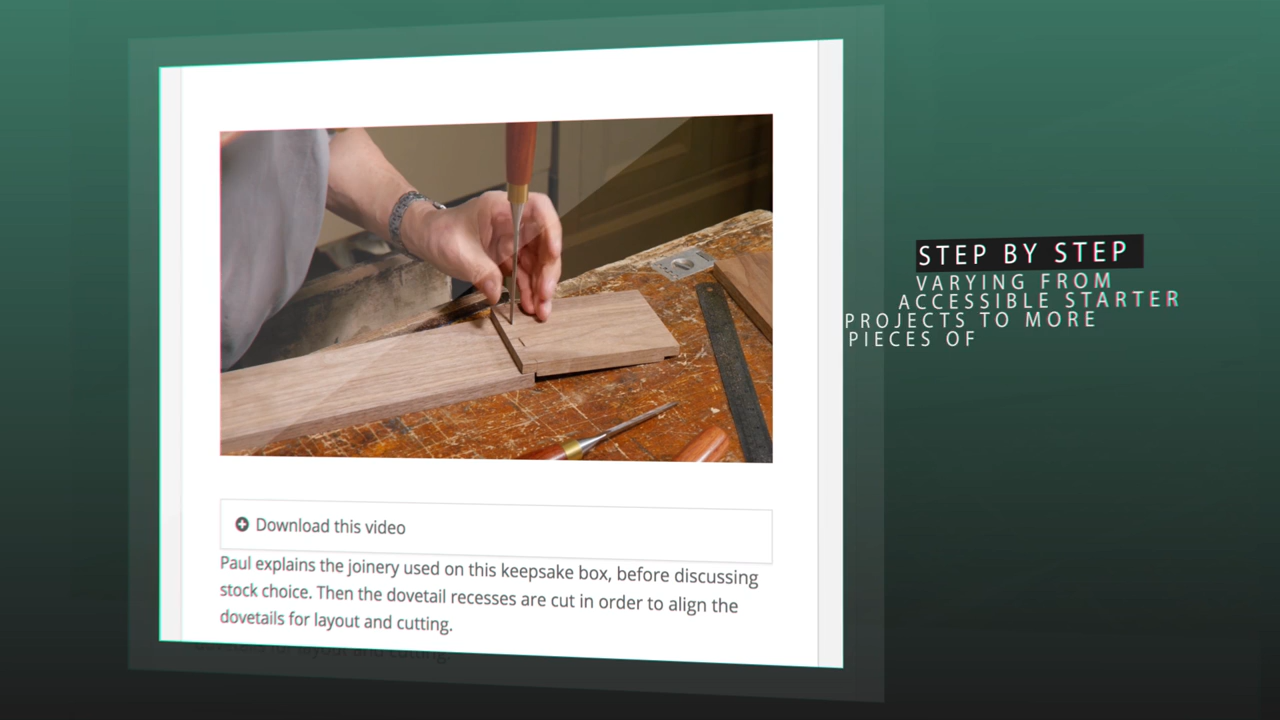 STEP BY STEP
VARYING FROM
ACCESSIBLE STARTER
PROJECTS TO MORE
PIECES OF
Download this video
Paul explains the joinery used on this keepsake box, before discussing
stock choice. Then the dovetail recesses are cut in order to align the
dovetails for layout and cutting.